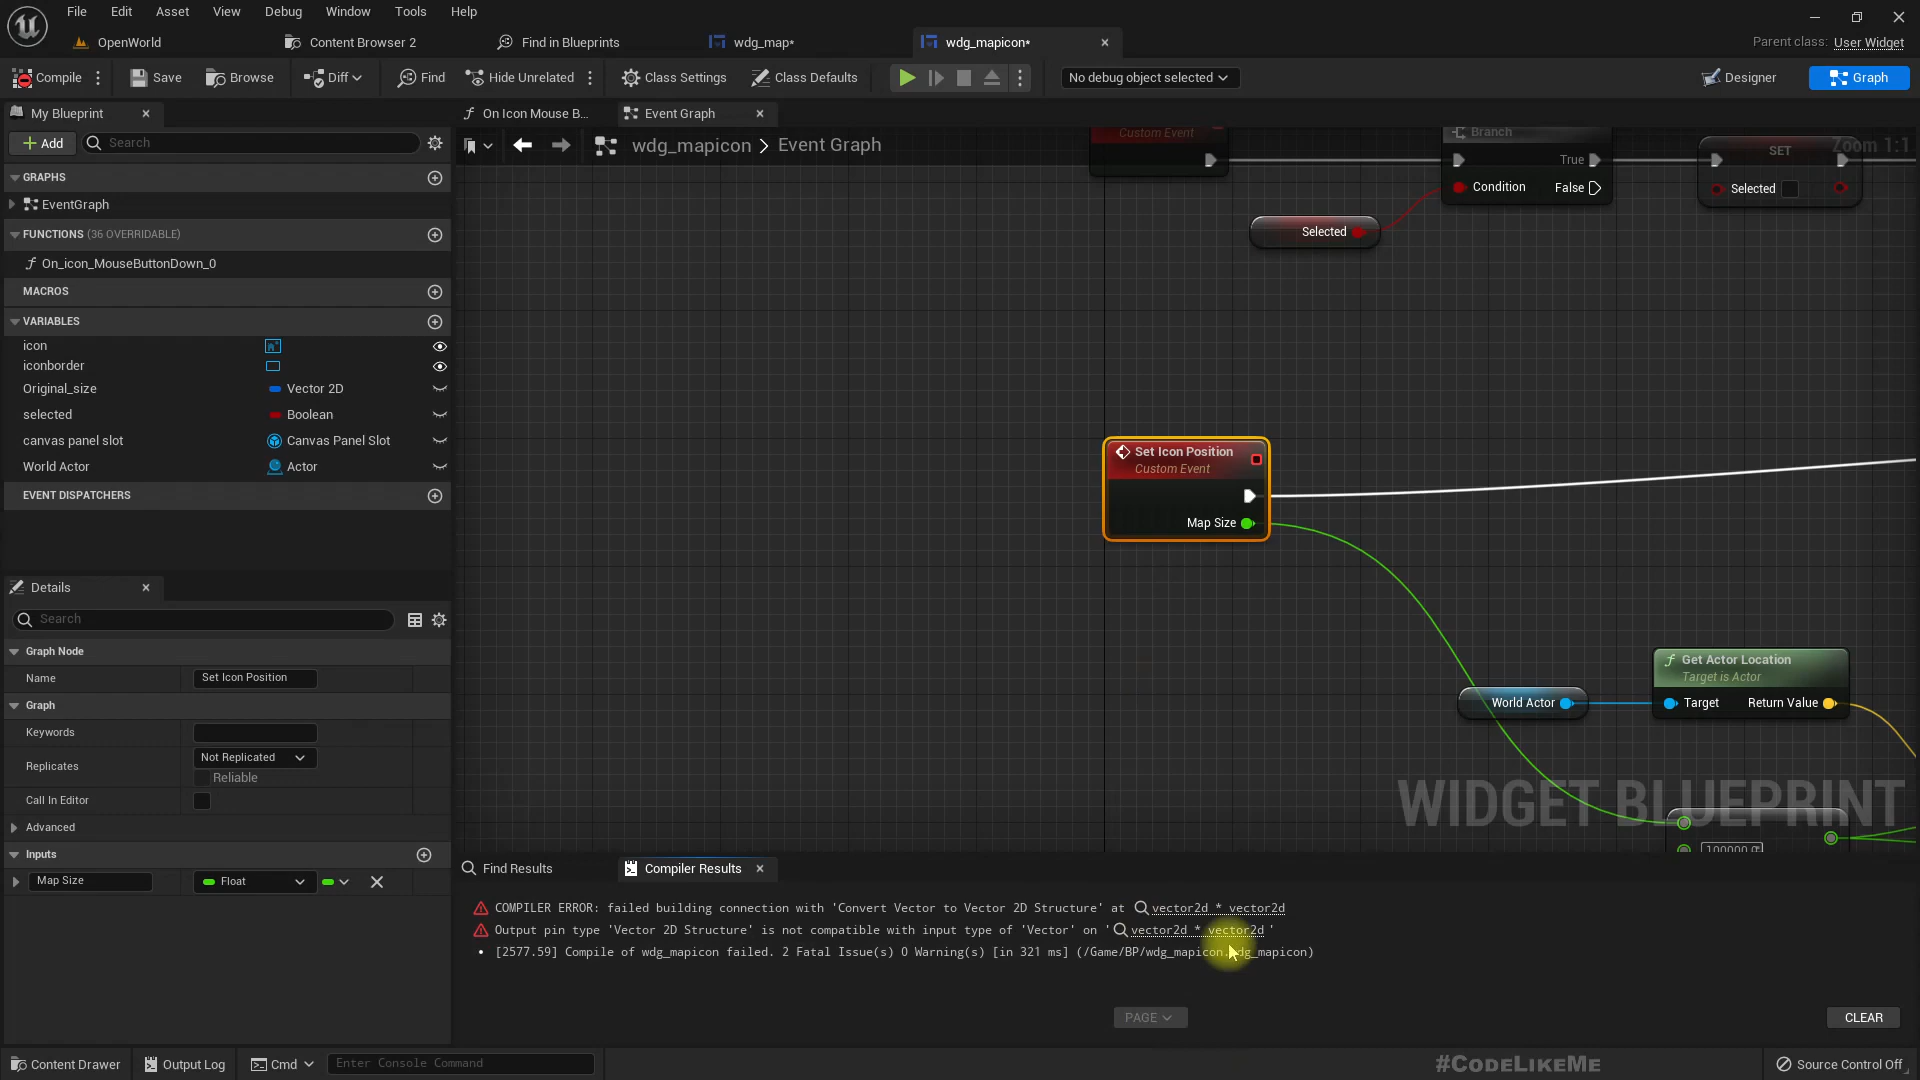 File Edit Asset View Debug Window Tools Help
OpenWorld Content Browser 2 Find in Blueprints wdg_map* wdg_mapicon*
Parent class: User Widget
Compile Save Browse Diff Find Hide Unrelated Class Settings Class Defaults No debug object selected Designer Graph
My Blueprint On Icon Mouse B... Event Graph
Add Search
wdg_mapicon > Event Graph
Zoom 1:1
GRAPHS
EventGraph
FUNCTIONS (36 OVERRIDABLE)
On_icon_MouseButtonDown_0
MACROS
VARIABLES
icon
iconborder
Original_size Vector 2D
selected Boolean
canvas panel slot Canvas Panel Slot
World Actor Actor
EVENT DISPATCHERS
Custom Event
Branch
True
Condition False
SET
Selected
Selected
Set Icon Position
Custom Event
Map Size
Get Actor Location
Target is Actor
World Actor
Target Return Value
100000.0
WIDGET BLUEPRINT
Details
Search
Graph Node
Name Set Icon Position
Graph
Keywords
Replicates Not Replicated
Reliable
Call In Editor
Advanced
Inputs
Map Size Float
Find Results Compiler Results
COMPILER ERROR: failed building connection with 'Convert Vector to Vector 2D Structure' at vector2d * vector2d
Output pin type 'Vector 2D Structure' is not compatible with input type of 'Vector' on ' vector2d * vector2d '
[2577.59] Compile of wdg_mapicon failed. 2 Fatal Issue(s) 0 Warning(s) [in 321 ms] (/Game/BP/wdg_mapicon.wdg_mapicon)
PAGE
CLEAR
Content Drawer Output Log Cmd Enter Console Command
#CODELIKEME
Source Control Off